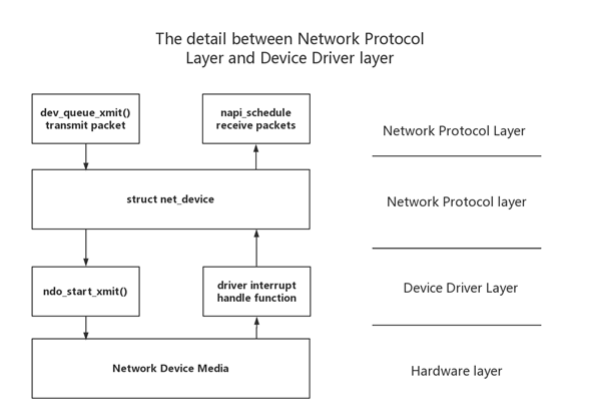 The detail between Network Protocol
Layer and Device Driver layer
dev_queue_xmit()
transmit packet
napi_schedule
receive packets
Network Protocol Layer
struct net_device
Network Protocol layer
ndo_start_xmit()
driver interrupt
handle function
Device Driver Layer
Network Device Media
Hardware layer